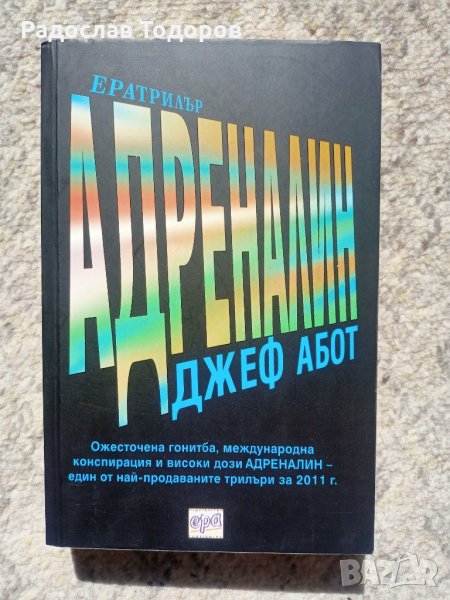 Радослав Тодоров
ЕРАТРИЛЪР
АДРЕНАЛИН
ДЖЕФ АБОТ
Ожесточена гонитба, международна
конспирация и високи дози АДРЕНАЛИН –
един от най-продаваните трилъри за 2011 г.
ера
BAZAR